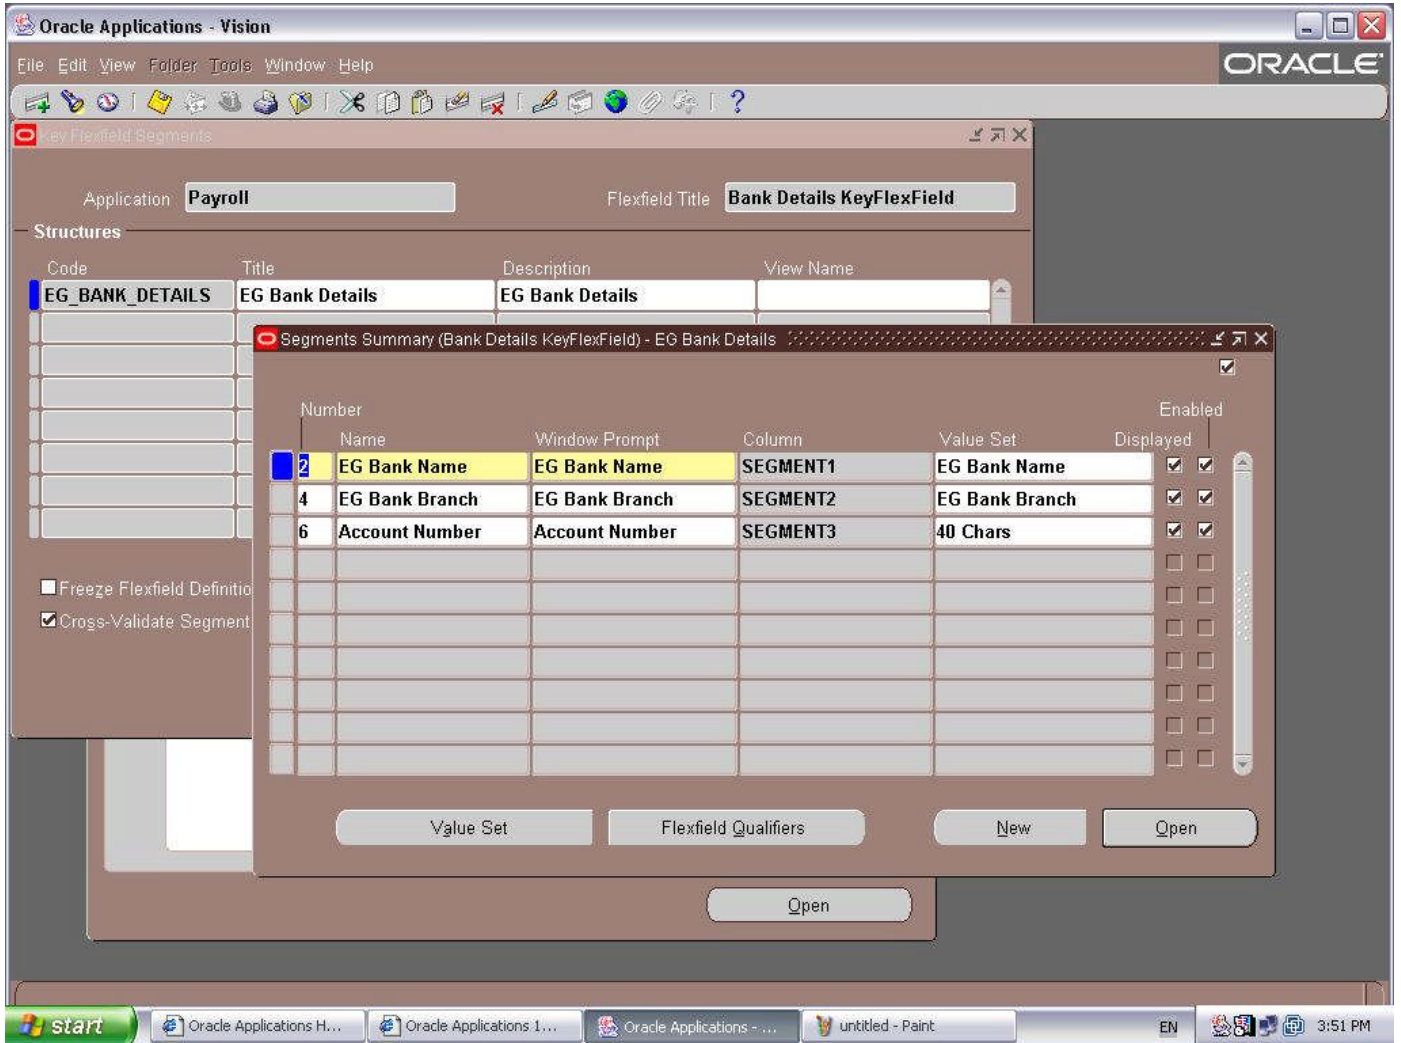 Oracle Applications - Vision
File Edit View Folder Tools Window Help
ORACLE
Key Flexfield Segments
Application Payroll Flexfield Title Bank Details KeyFlexField
Structures
Code Title Description View Name
EG_BANK_DETAILS EG Bank Details EG Bank Details
Segments Summary (Bank Details KeyFlexField) - EG Bank Details
Number Enabled
Name Window Prompt Column Value Set Displayed
2 EG Bank Name EG Bank Name SEGMENT1 EG Bank Name
4 EG Bank Branch EG Bank Branch SEGMENT2 EG Bank Branch
6 Account Number Account Number SEGMENT3 40 Chars
Freeze Flexfield Definitio
Cross-Validate Segment
Value Set Flexfield Qualifiers New Open
Open
start Oracle Applications H... Oracle Applications 1... Oracle Applications - ... untitled - Paint EN 3:51 PM